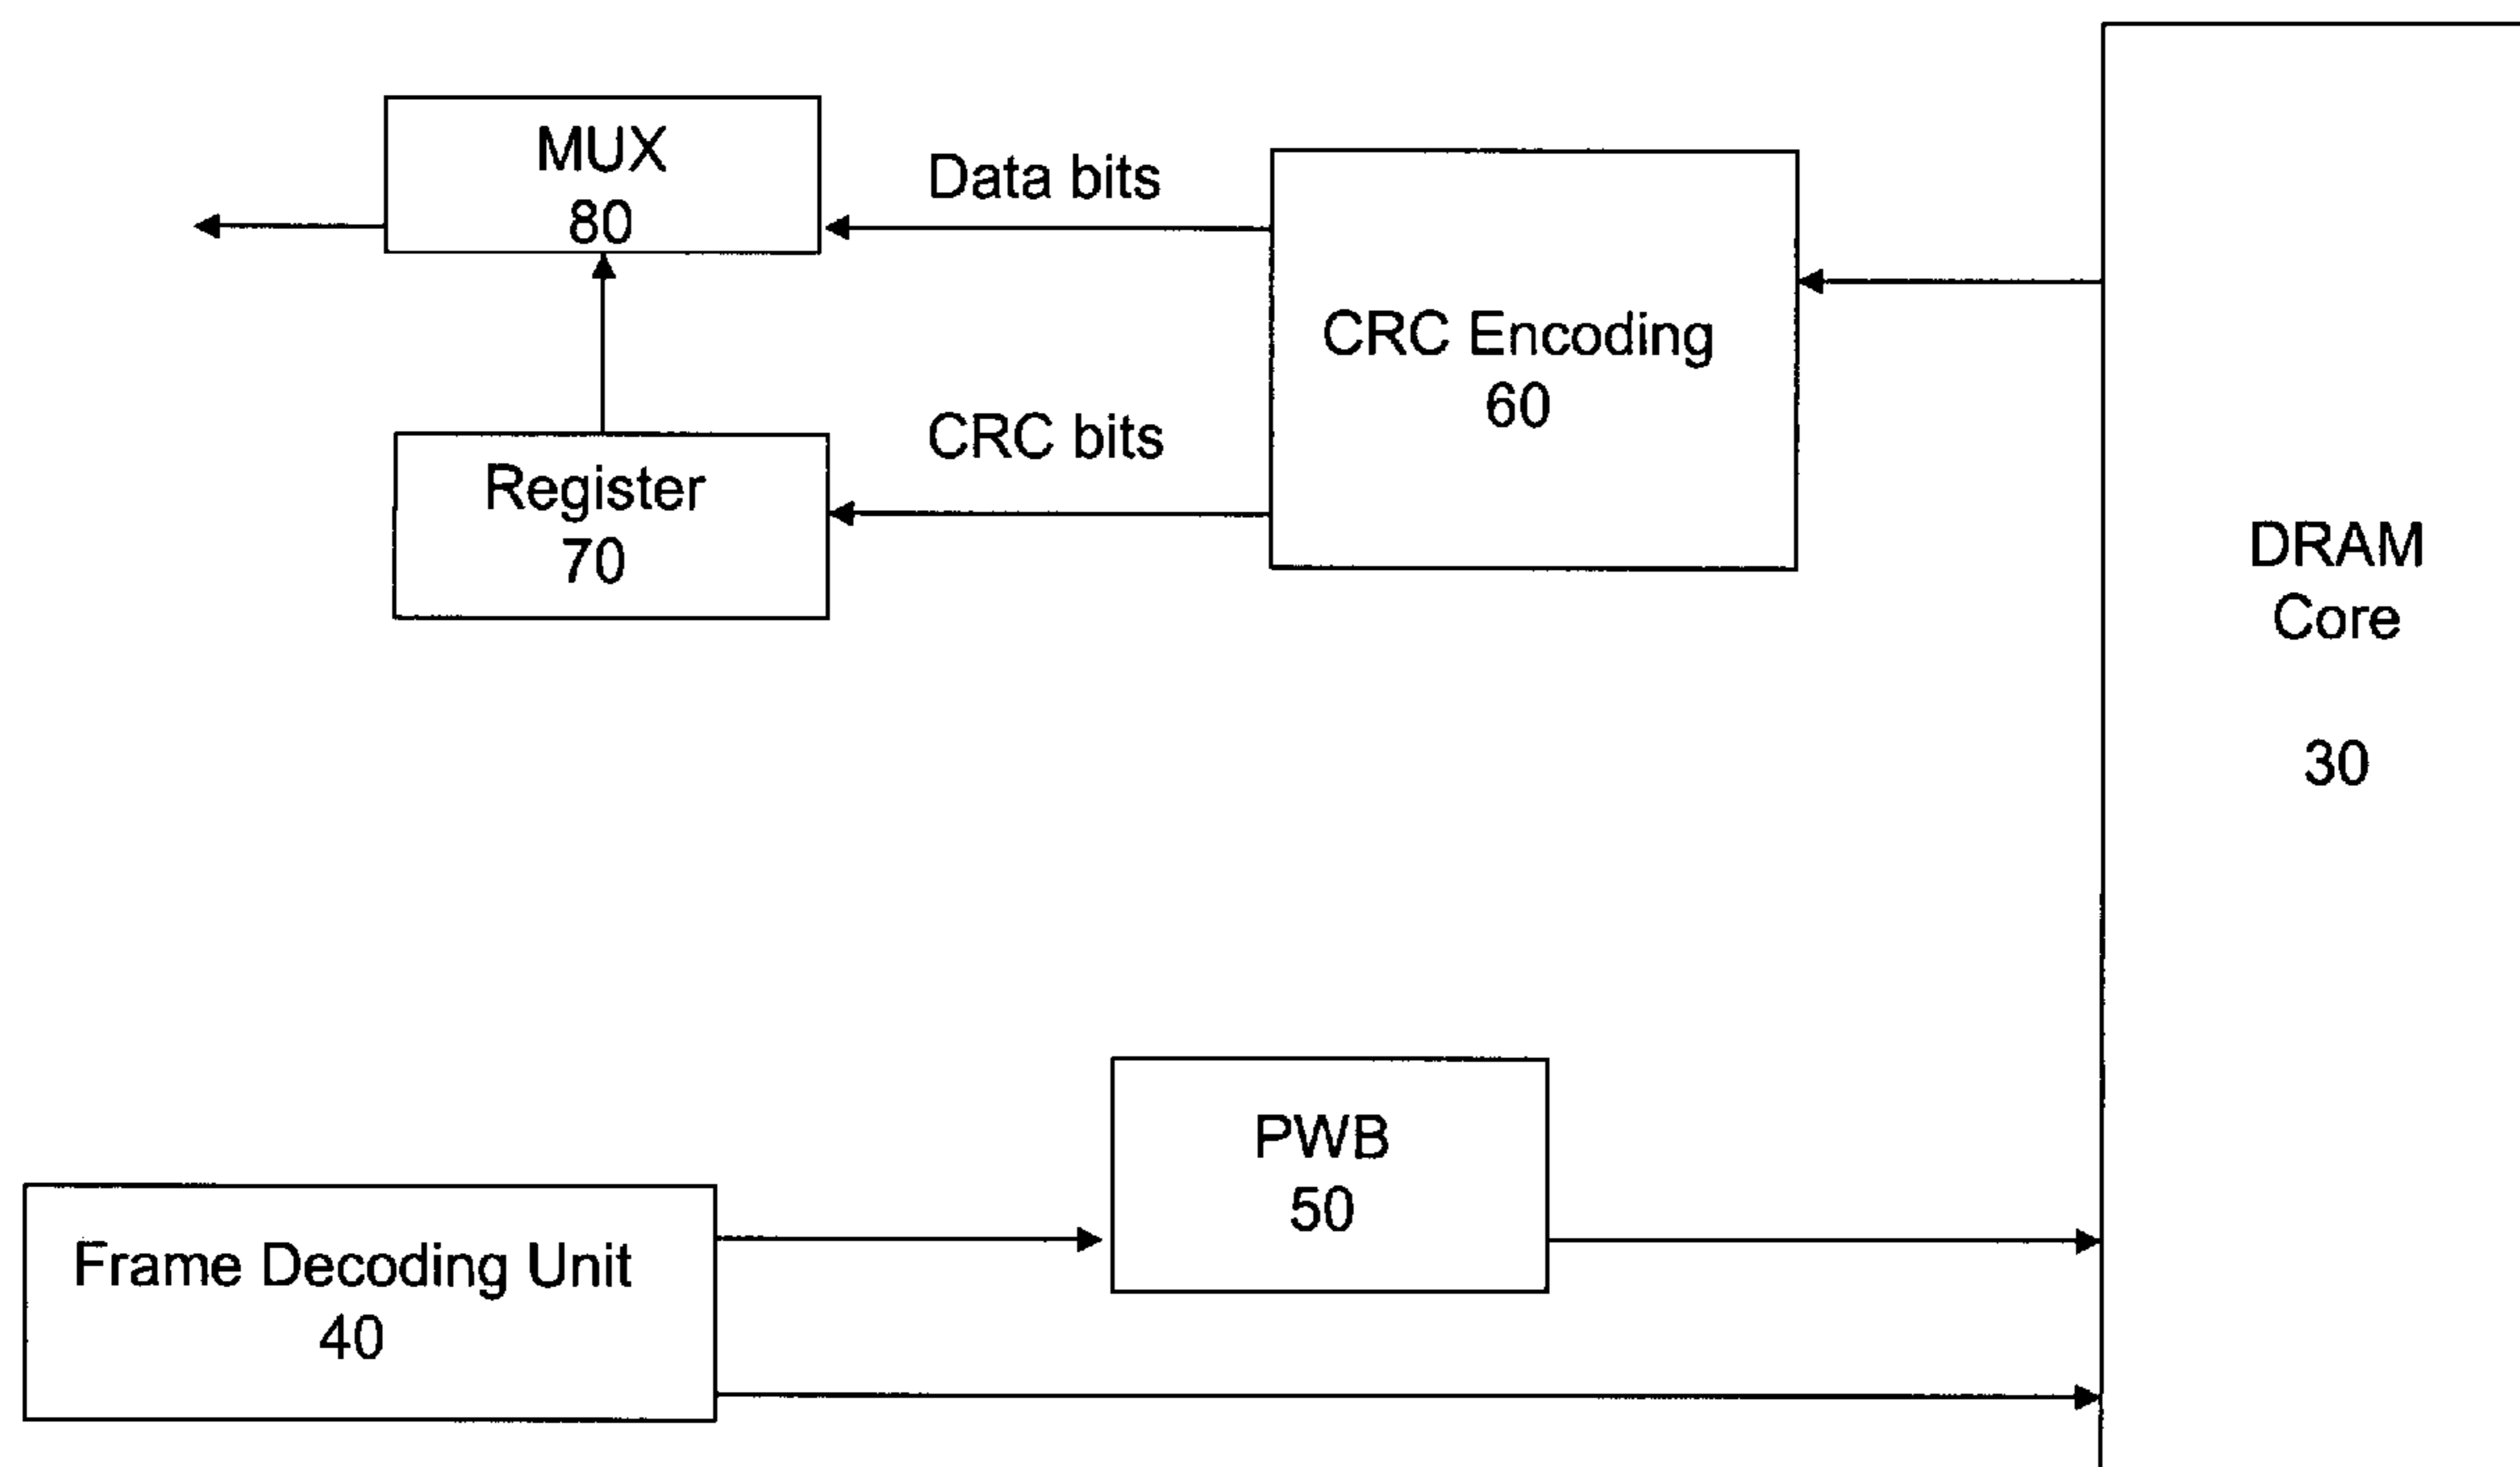 MUX
80
Data bits
CRC Encoding
60
CRC bits
Register
70
DRAM
Core
30
PWB
50
Frame Decoding Unit
40